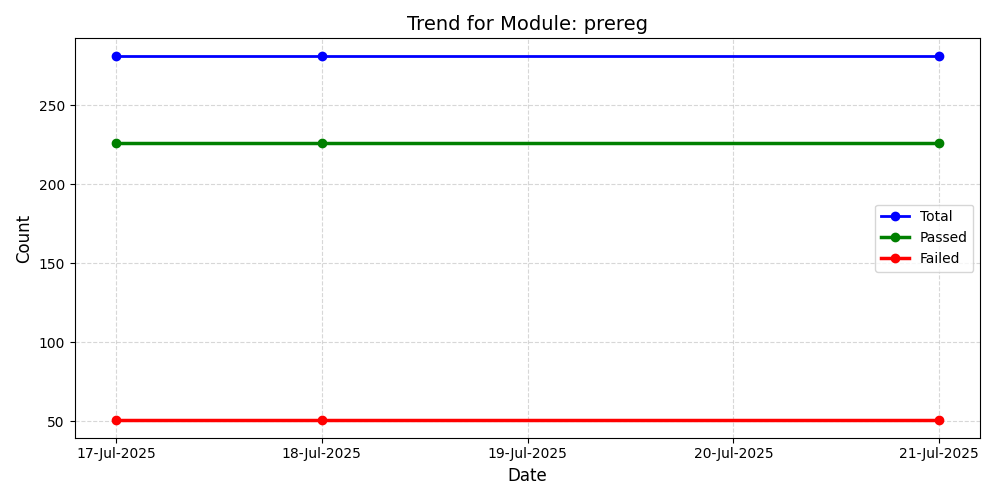 Trend for Module: prereg
Count
250
200
150
100
50
Total
Passed
Failed
17-Jul-2025
18-Jul-2025
19-Jul-2025
20-Jul-2025
21-Jul-2025
Date